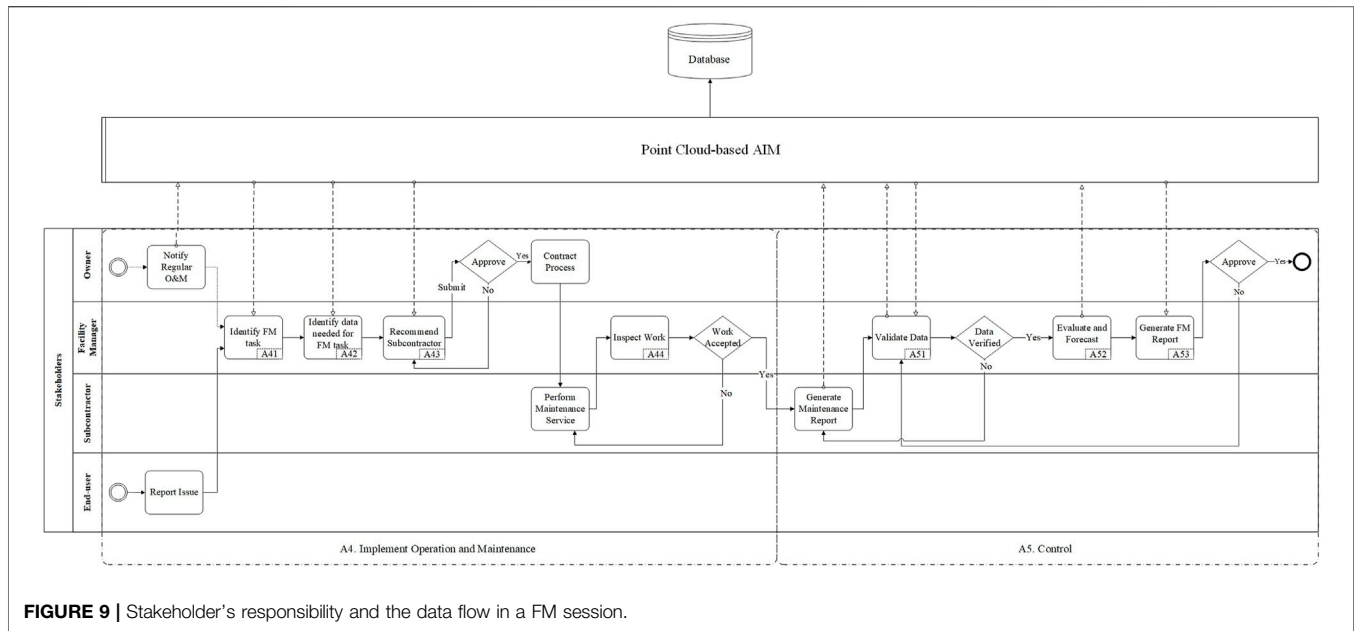 Database
Point Cloud-based AIM
Stakeholders
Owner
Notify
Regular
O&M
Approve
Yes
Contract
Process
Submit
No
Approve
Yes
No
Facility
Manager
Identify FM
task
A41
Identify data
needed for
FM task
A42
Recommend
Subcontractor
A43
Inspect Work
A44
Work
Accepted
Yes
No
Validate Data
A51
Data
Verified
Yes
No
Evaluate and
Forecast
A52
Generate FM
Report
A53
Subcontractor
Perform
Maintenance
Service
Generate
Maintenance
Report
End-user
Report Issue
A4. Implement Operation and Maintenance
A5. Control
FIGURE 9 | Stakeholder’s responsibility and the data flow in a FM session.